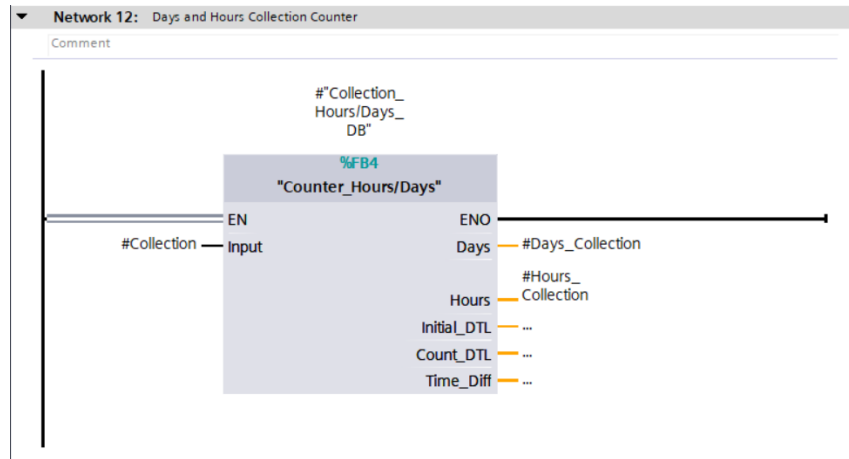 Network 12: Days and Hours Collection Counter
Comment
#"Collection_
Hours/Days_
DB"
%FB4
"Counter_Hours/Days"
EN ENO
#Collection Input Days #Days_Collection
#Hours_
Hours Collection
Initial_DTL ...
Count_DTL ...
Time_Diff ...